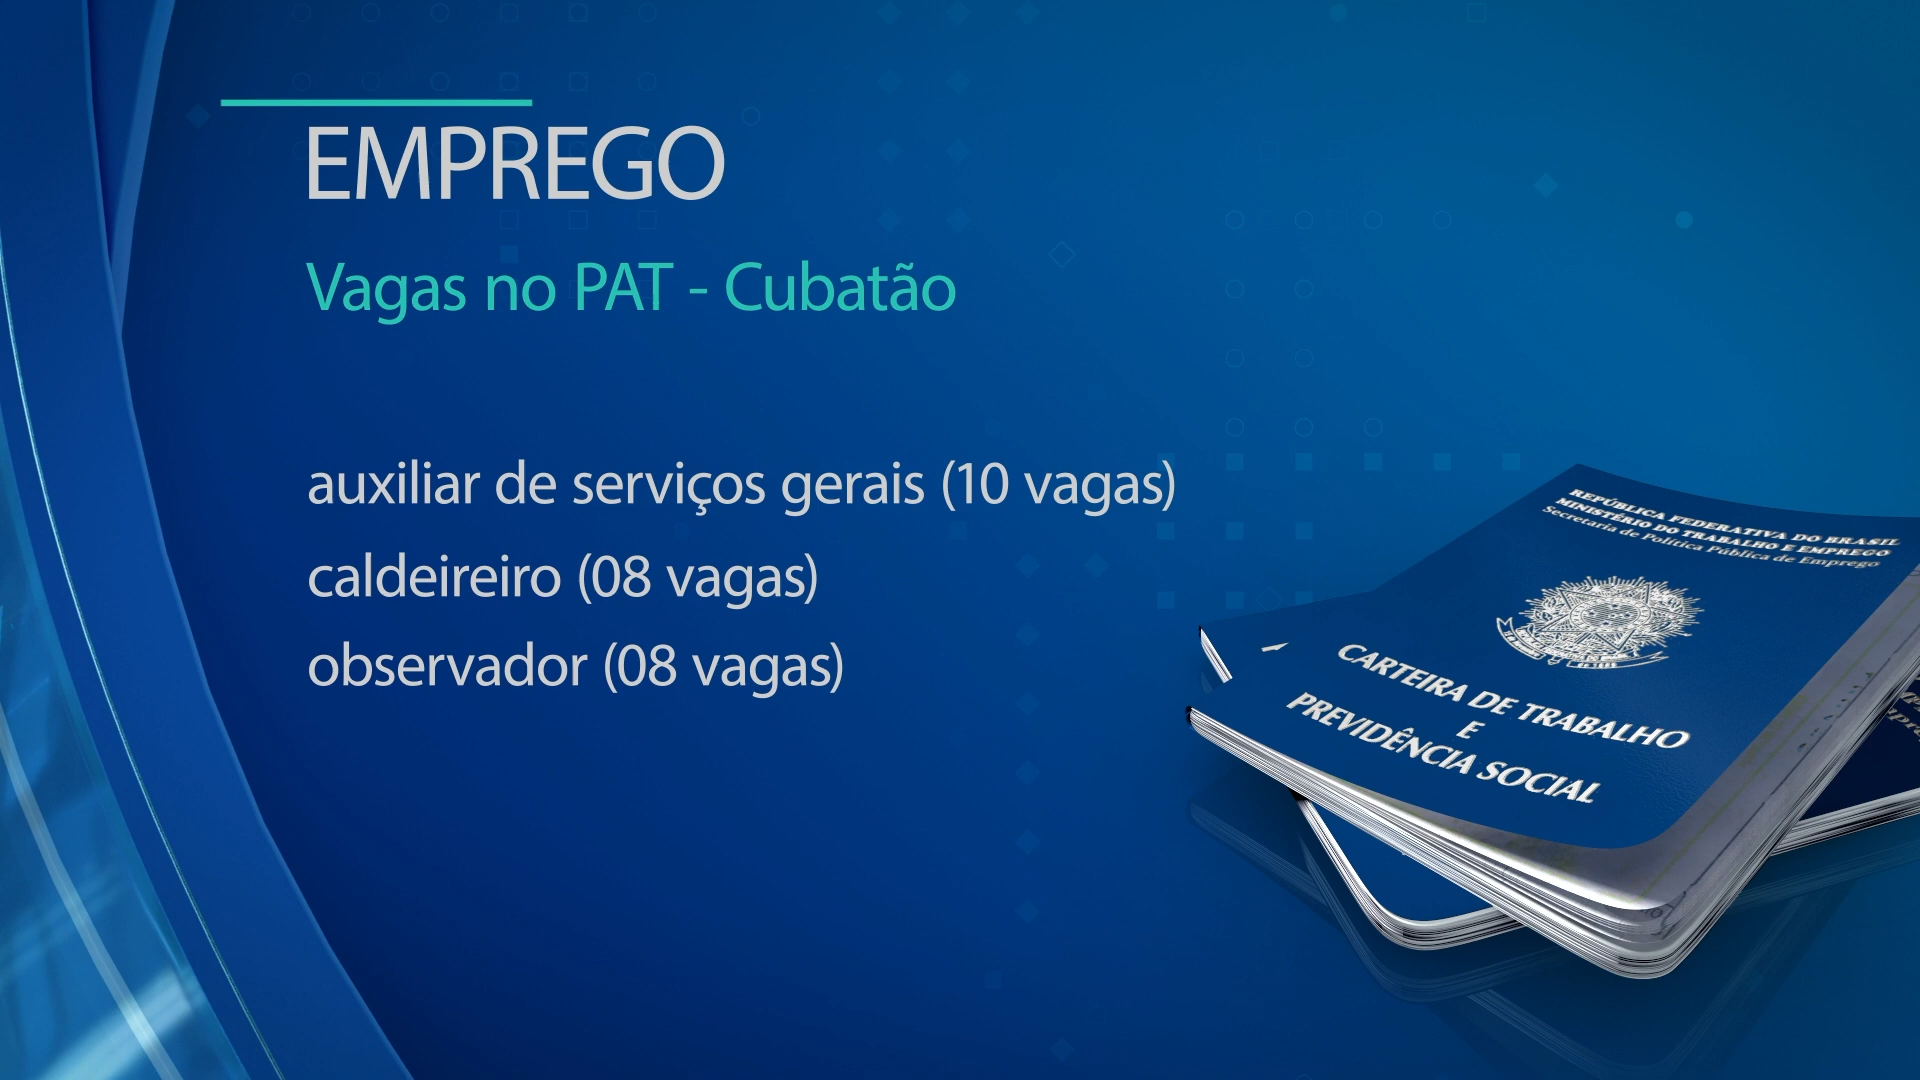 EMPREGO
Vagas no PAT - Cubatão
auxiliar de serviços gerais (10 vagas)
caldeireiro (08 vagas)
observador (08 vagas)
REPÚBLICA FEDERATIVA DO BRASIL
MINISTÉRIO DO TRABALHO E EMPREGO
Secretaria de Política Pública de Emprego
CARTEIRA DE TRABALHO
E
PREVIDÊNCIA SOCIAL